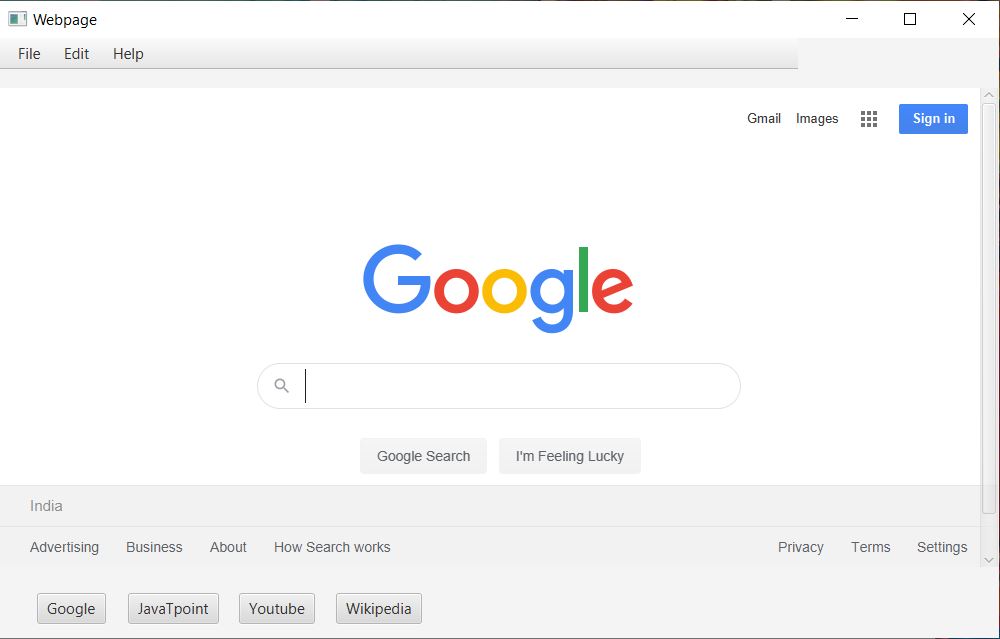 Webpage
File Edit Help
Gmail Images Sign in
Google
Google Search I'm Feeling Lucky
India
Advertising Business About How Search works Privacy Terms Settings
Google JavaTpoint Youtube Wikipedia